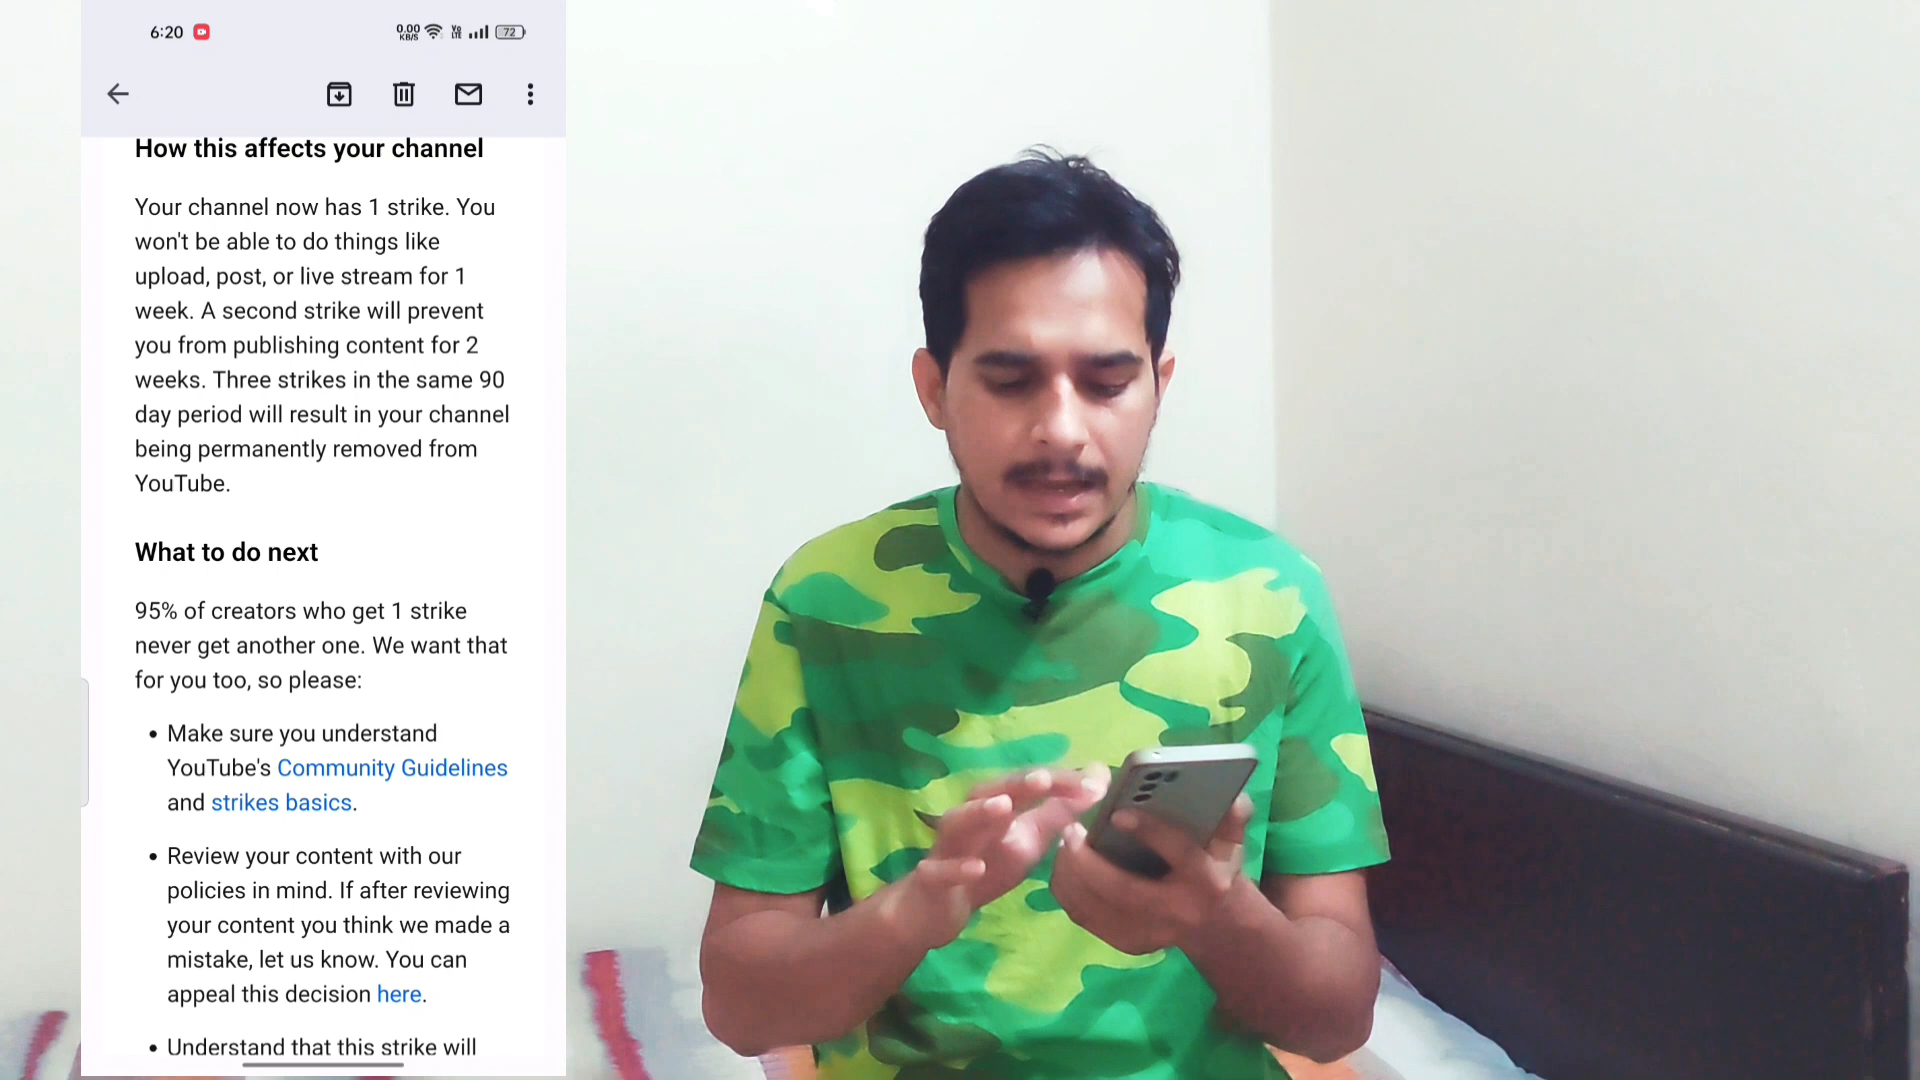 6:20
0.00
KB/S
Vo
LTE
72
How this affects your channel
Your channel now has 1 strike. You
won't be able to do things like
upload, post, or live stream for 1
week. A second strike will prevent
you from publishing content for 2
weeks. Three strikes in the same 90
day period will result in your channel
being permanently removed from
YouTube.
What to do next
95% of creators who get 1 strike
never get another one. We want that
for you too, so please:
• Make sure you understand
YouTube's Community Guidelines
and strikes basics.
• Review your content with our
policies in mind. If after reviewing
your content you think we made a
mistake, let us know. You can
appeal this decision here.
• Understand that this strike will